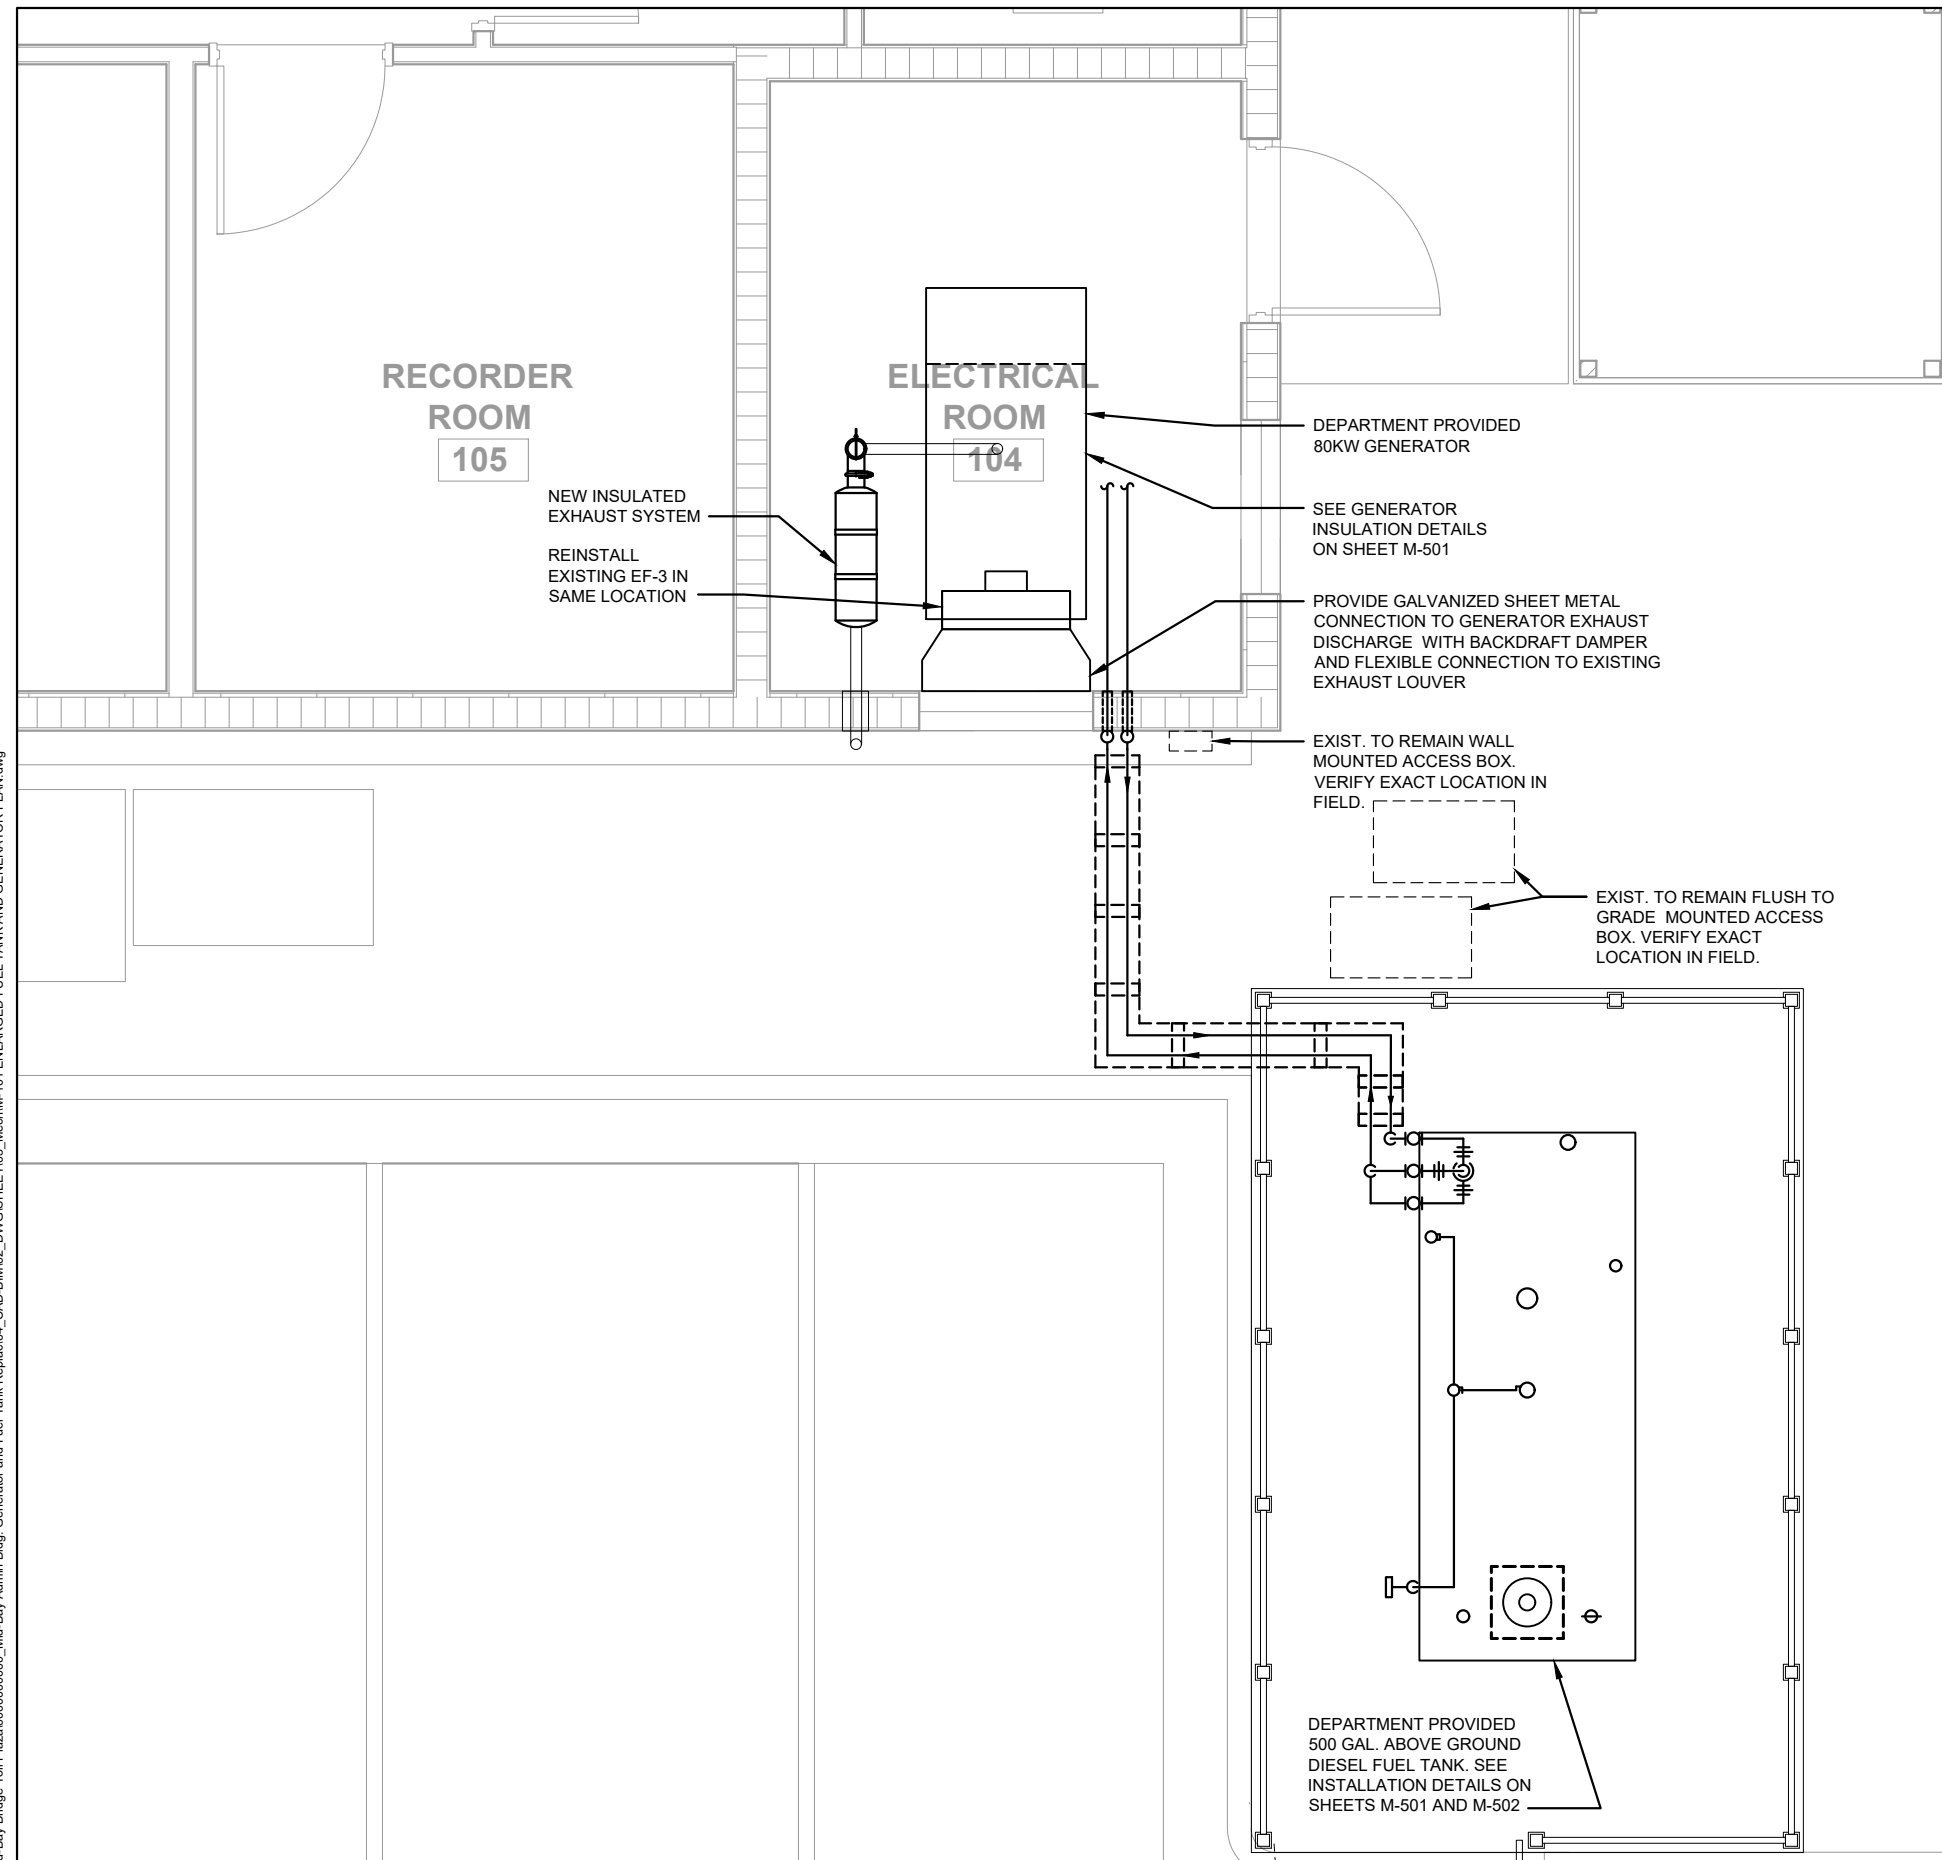 RECORDER
ROOM
105
ELECTRICAL
ROOM
104
DEPARTMENT PROVIDED
80KW GENERATOR
NEW INSULATED
EXHAUST SYSTEM
SEE GENERATOR
INSULATION DETAILS
ON SHEET M-501
REINSTALL
EXISTING EF-3 IN
SAME LOCATION
PROVIDE GALVANIZED SHEET METAL
CONNECTION TO GENERATOR EXHAUST
DISCHARGE WITH BACKDRAFT DAMPER
AND FLEXIBLE CONNECTION TO EXISTING
EXHAUST LOUVER
EXIST. TO REMAIN WALL
MOUNTED ACCESS BOX.
VERIFY EXACT LOCATION IN
FIELD.
EXIST. TO REMAIN FLUSH TO
GRADE MOUNTED ACCESS
BOX. VERIFY EXACT
LOCATION IN FIELD.
DEPARTMENT PROVIDED
500 GAL. ABOVE GROUND
DIESEL FUEL TANK. SEE
INSTALLATION DETAILS ON
SHEETS M-501 AND M-502